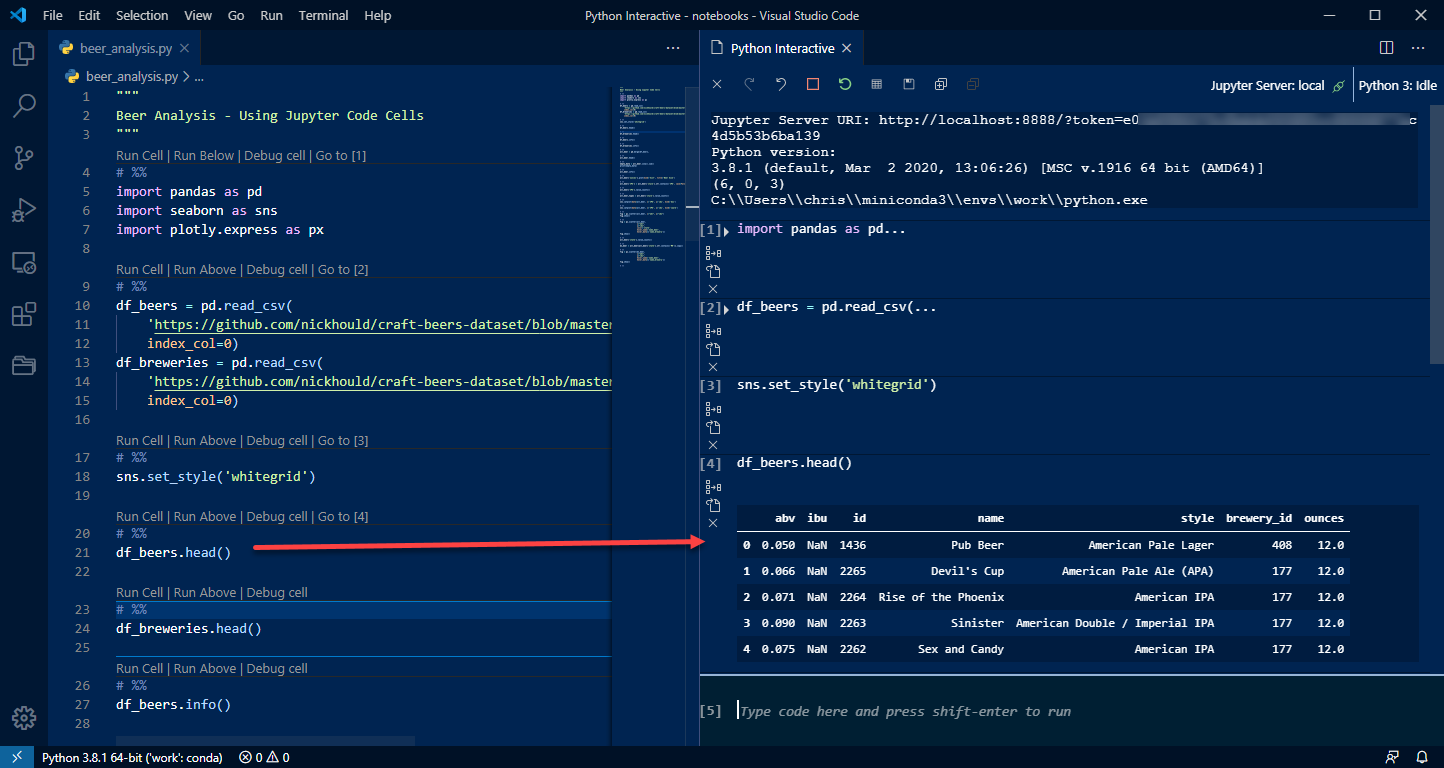 File Edit Selection View Go Run Terminal Help
Python Interactive - notebooks - Visual Studio Code
beer_analysis.py
beer_analysis.py > ...
1 """
2 Beer Analysis - Using Jupyter Code Cells
3 """
Run Cell | Run Below | Debug cell | Go to [1]
4 # %%
5 import pandas as pd
6 import seaborn as sns
7 import plotly.express as px
8
Run Cell | Run Above | Debug cell | Go to [2]
9 # %%
10 df_beers = pd.read_csv(
11 'https://github.com/nickhould/craft-beers-dataset/blob/master
12 index_col=0)
13 df_breweries = pd.read_csv(
14 'https://github.com/nickhould/craft-beers-dataset/blob/master
15 index_col=0)
16
Run Cell | Run Above | Debug cell | Go to [3]
17 # %%
18 sns.set_style('whitegrid')
19
Run Cell | Run Above | Debug cell | Go to [4]
20 # %%
21 df_beers.head()
22
Run Cell | Run Above | Debug cell
23 # %%
24 df_breweries.head()
25
Run Cell | Run Above | Debug cell
26 # %%
27 df_beers.info()
28
Python Interactive
Jupyter Server: local Python 3: Idle
Jupyter Server URI: http://localhost:8888/?token=e0 c
4d5b53b6ba139
Python version:
3.8.1 (default, Mar 2 2020, 13:06:26) [MSC v.1916 64 bit (AMD64)]
(6, 0, 3)
C:\\Users\\chris\\miniconda3\\envs\\work\\python.exe
[1] import pandas as pd...
[2] df_beers = pd.read_csv(...
[3] sns.set_style('whitegrid')
[4] df_beers.head()
abv ibu id name style brewery_id ounces
0 0.050 NaN 1436 Pub Beer American Pale Lager 408 12.0
1 0.066 NaN 2265 Devil's Cup American Pale Ale (APA) 177 12.0
2 0.071 NaN 2264 Rise of the Phoenix American IPA 177 12.0
3 0.090 NaN 2263 Sinister American Double / Imperial IPA 177 12.0
4 0.075 NaN 2262 Sex and Candy American IPA 177 12.0
[5] Type code here and press shift-enter to run
Python 3.8.1 64-bit ('work': conda) 0 0